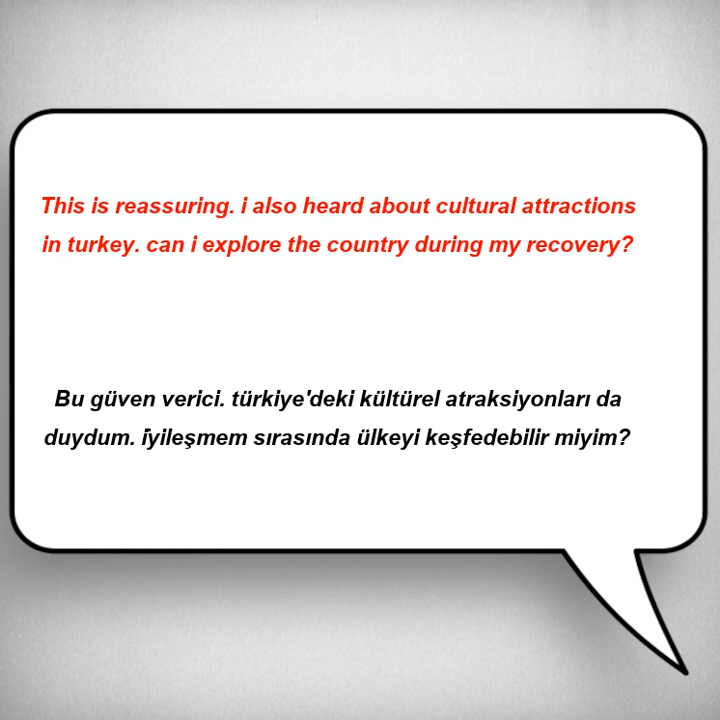 This is reassuring. i also heard about cultural attractions
in turkey. can i explore the country during my recovery?
Bu güven verici. türkiye'deki kültürel atraksiyonları da
duydum. i̇yileşmem sırasında ülkeyi keşfedebilir miyim?